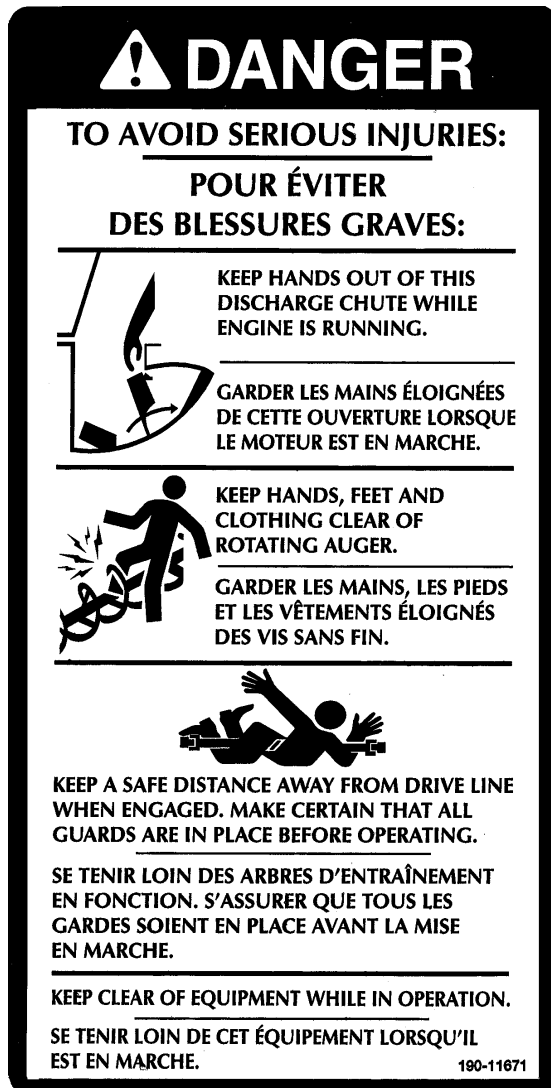 DANGER
TO AVOID SERIOUS INJURIES:
POUR ÉVITER
DES BLESSURES GRAVES:
KEEP HANDS OUT OF THIS
DISCHARGE CHUTE WHILE
ENGINE IS RUNNING.
GARDER LES MAINS ÉLOIGNÉES
DE CETTE OUVERTURE LORSQUE
LE MOTEUR EST EN MARCHE.
KEEP HANDS, FEET AND
CLOTHING CLEAR OF
ROTATING AUGER.
GARDER LES MAINS, LES PIEDS
ET LES VÊTEMENTS ÉLOIGNÉS
DES VIS SANS FIN.
KEEP A SAFE DISTANCE AWAY FROM DRIVE LINE
WHEN ENGAGED. MAKE CERTAIN THAT ALL
GUARDS ARE IN PLACE BEFORE OPERATING.
SE TENIR LOIN DES ARBRES D'ENTRAÎNEMENT
EN FONCTION. S'ASSURER QUE TOUS LES
GARDES SOIENT EN PLACE AVANT LA MISE
EN MARCHE.
KEEP CLEAR OF EQUIPMENT WHILE IN OPERATION.
SE TENIR LOIN DE CET ÉQUIPEMENT LORSQU'IL
EST EN MARCHE.
190-11671